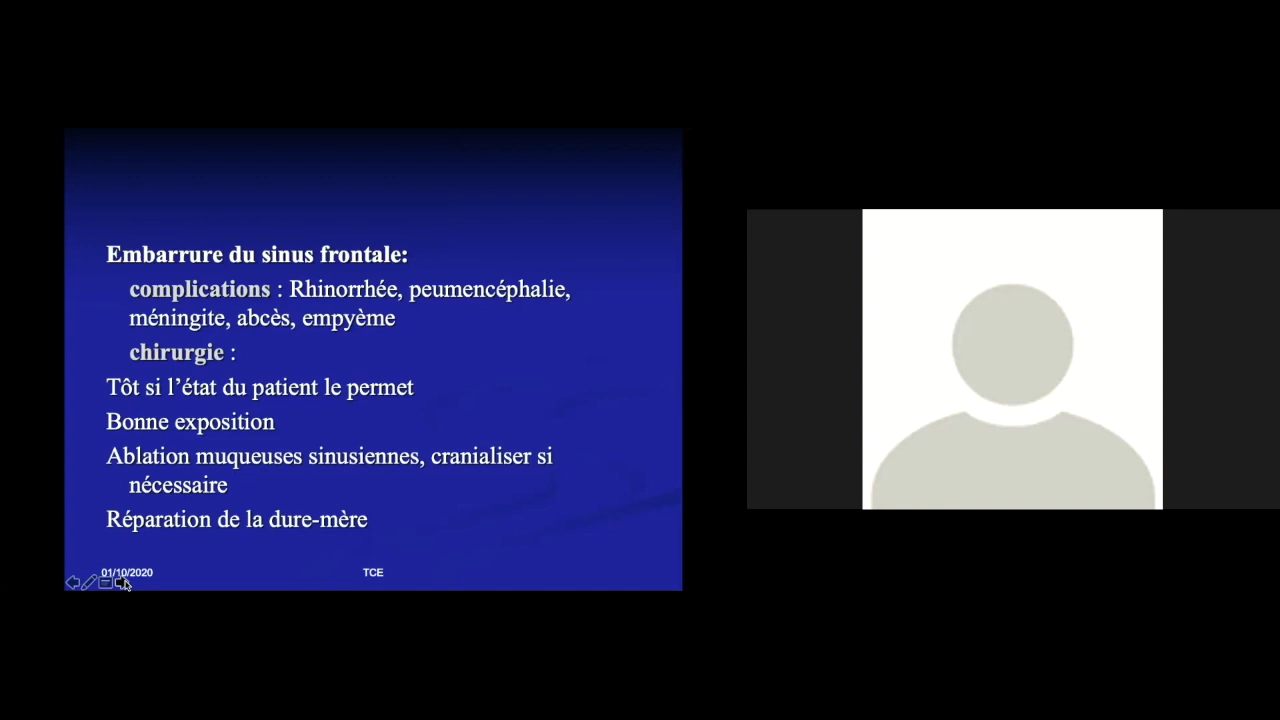 Embarrure du sinus frontale:
complications : Rhinorrhée, peumencéphalie,
méningite, abcès, empyème
chirurgie :
Tôt si l’état du patient le permet
Bonne exposition
Ablation muqueuses sinusiennes, cranialiser si
nécessaire
Réparation de la dure-mère
01/10/2020
TCE